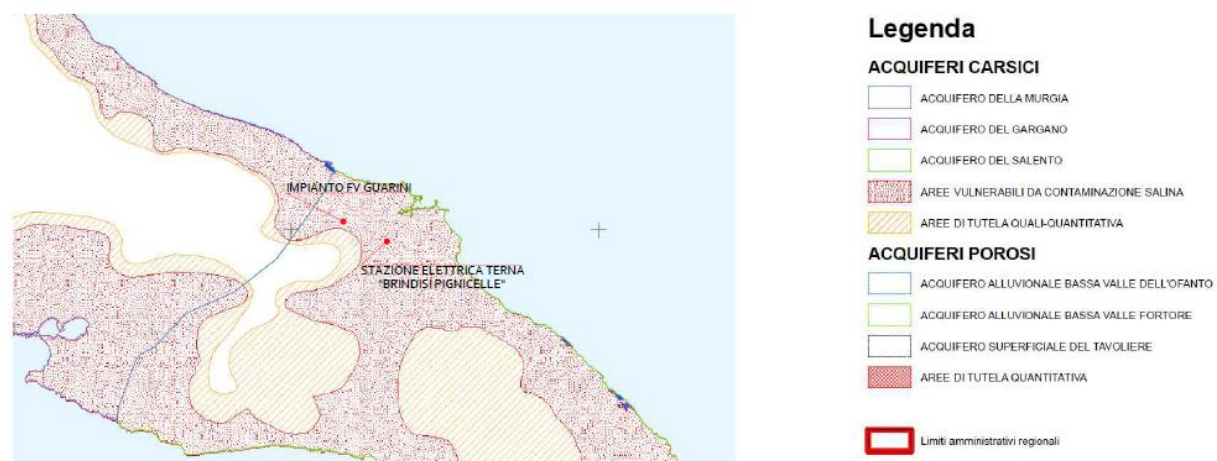 IMPIANTO FV GUARINI
STAZIONE ELETTRICA TERNA
"BRINDISI PIGNICELLE"
Legenda
ACQUIFERI CARSICI
ACQUIFERO DELLA MURGIA
ACQUIFERO DEL GARGANO
ACQUIFERO DEL SALENTO
AREE VULNERABILI DA CONTAMINAZIONE SALINA
AREE DI TUTELA QUALI-QUANTITATIVA
ACQUIFERI POROSI
ACQUIFERO ALLUVIONALE BASSA VALLE DELL'OFANTO
ACQUIFERO ALLUVIONALE BASSA VALLE FORTORE
ACQUIFERO SUPERFICIALE DEL TAVOLIERE
AREE DI TUTELA QUANTITATIVA
Limiti amministrativi regionali